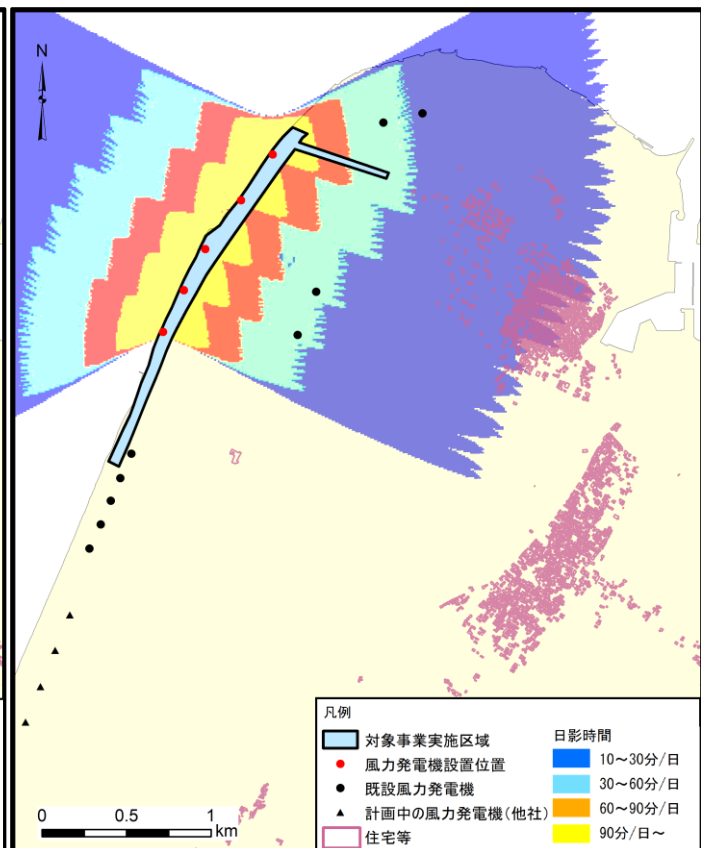 N
凡例
対象事業実施区域
風力発電機設置位置
既設風力発電機
計画中の風力発電機(他社)
住宅等
日影時間
10～30分/日
30～60分/日
60～90分/日
90分/日～
0 0.5 1
km